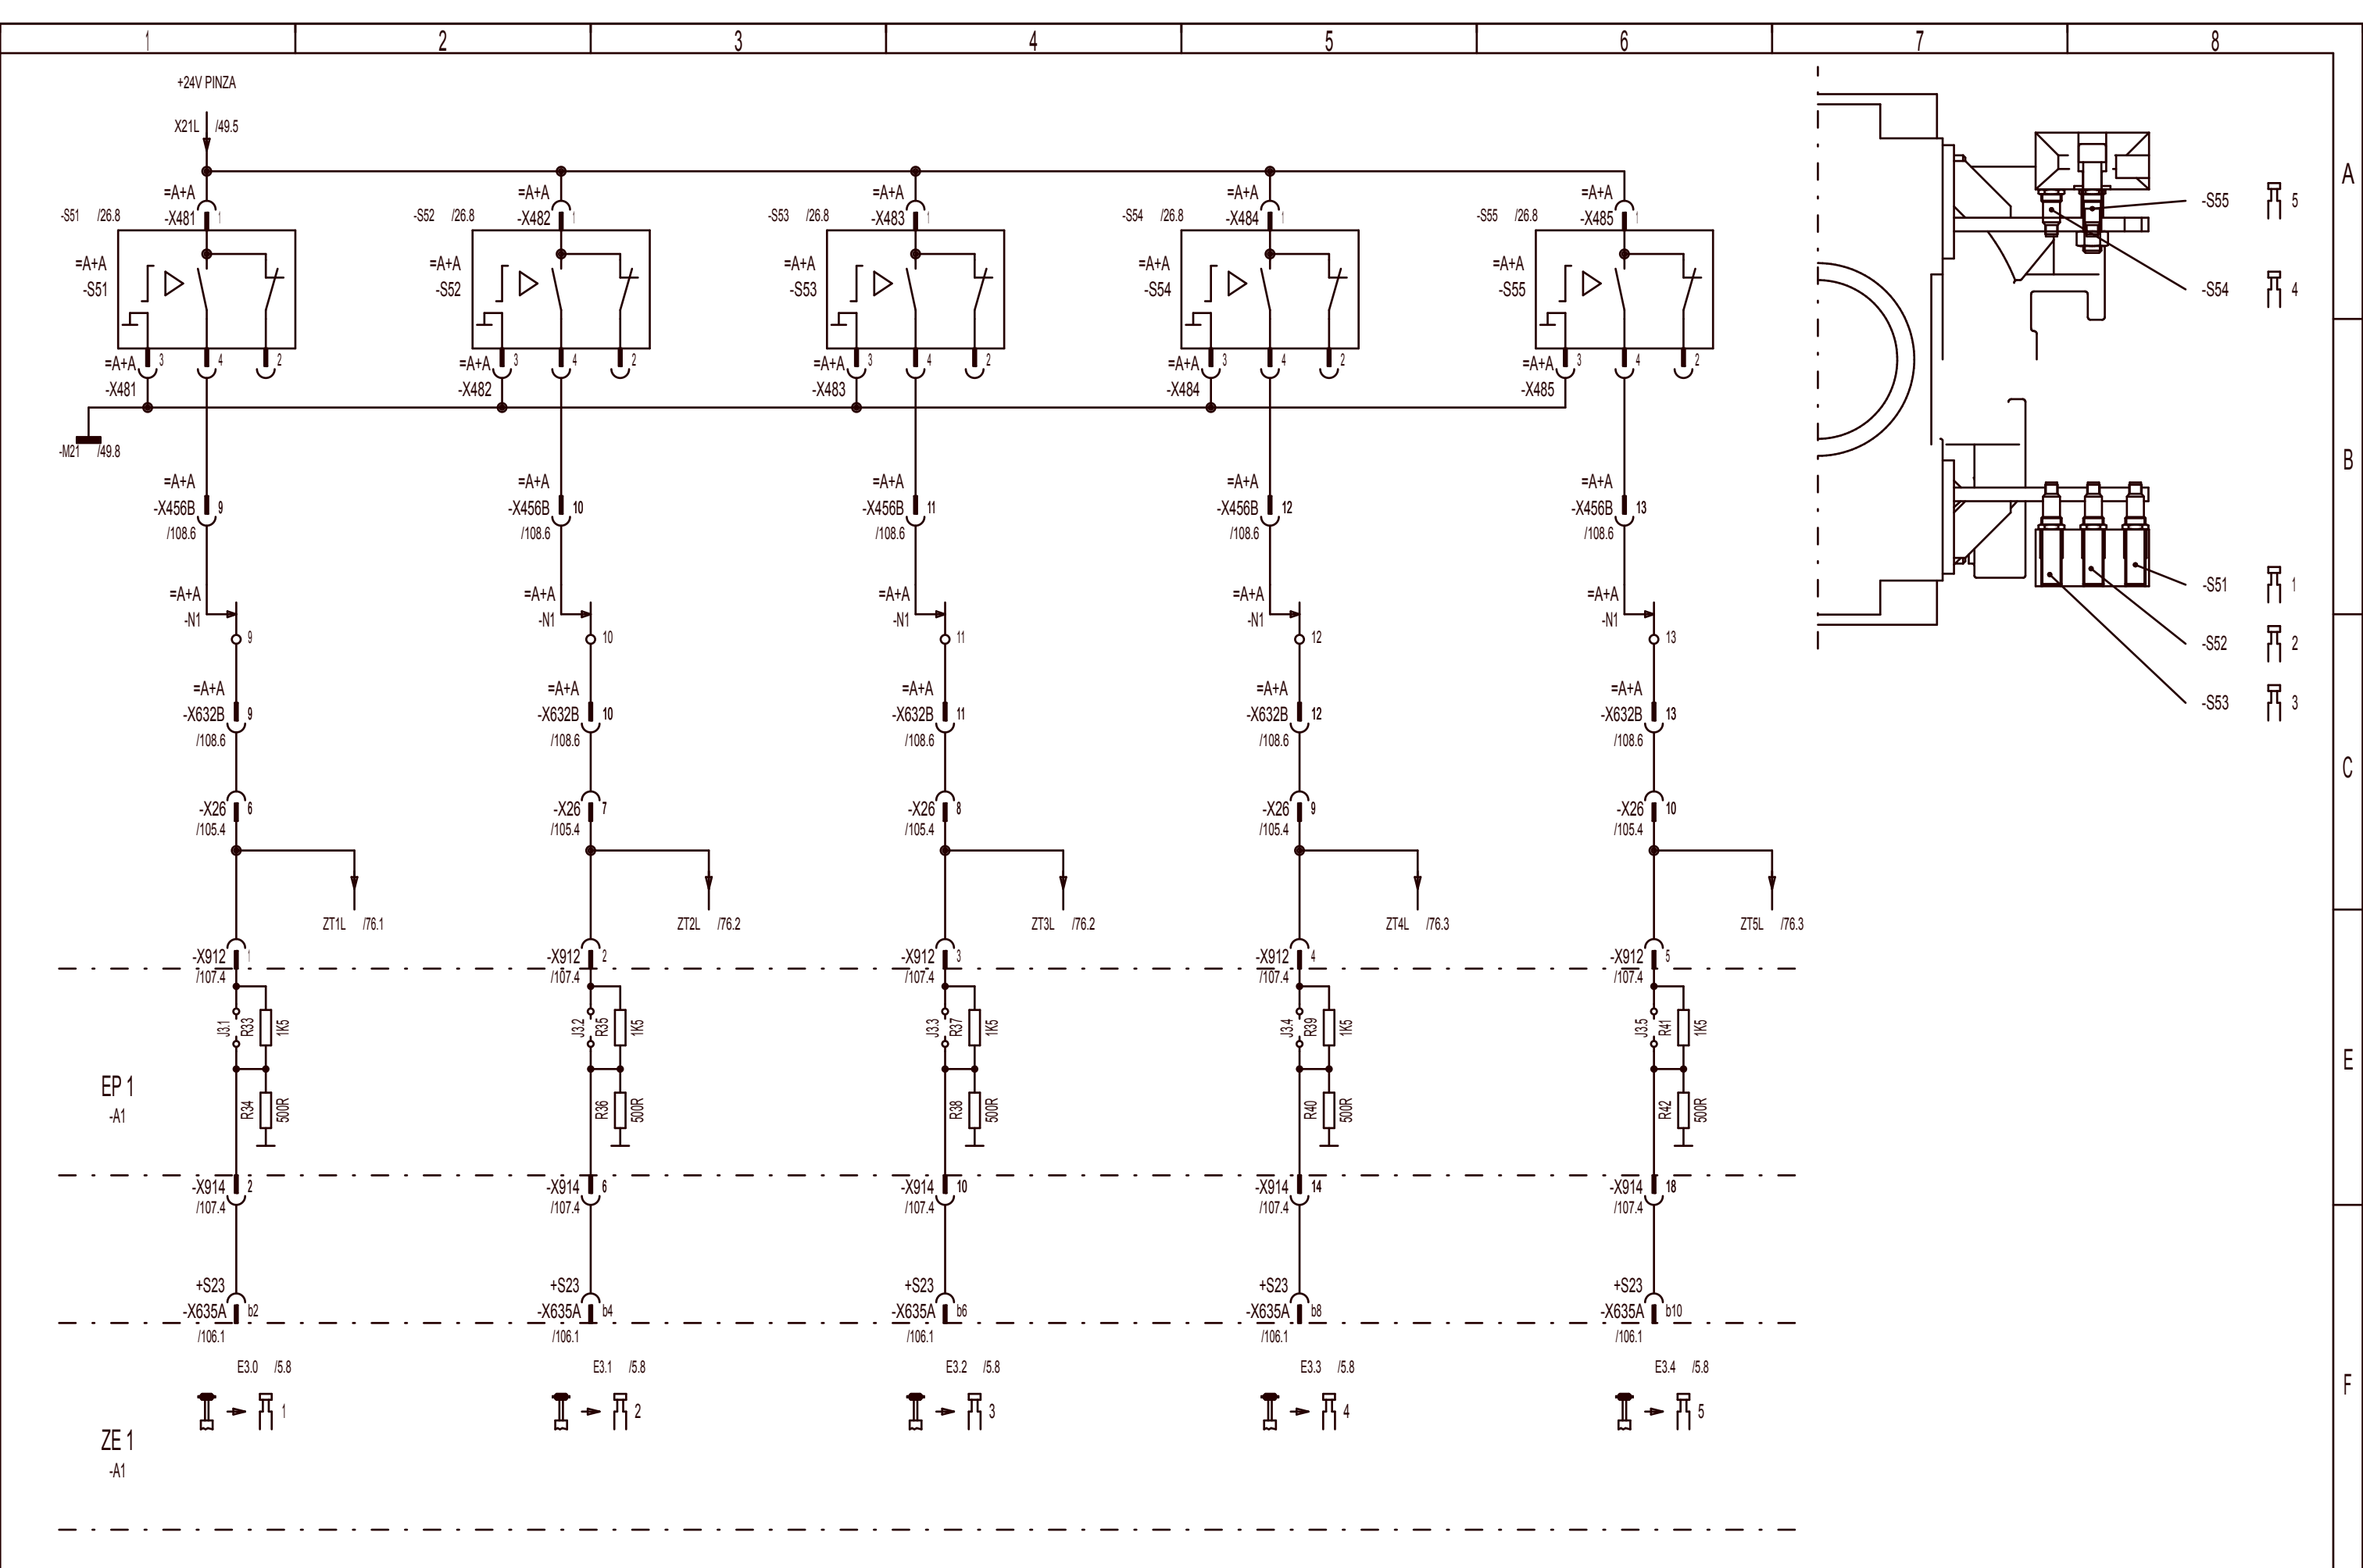 1 2 3 4 5 6 7 8
+24V PINZA
X21L /49.5
A
=A+A =A+A =A+A =A+A =A+A
-S51 /26.8 -X481 1 -S52 /26.8 -X482 1 -S53 /26.8 -X483 1 -S54 /26.8 -X484 1 -S55 /26.8 -X485 1
-S55 5
=A+A =A+A =A+A =A+A =A+A
-S51 -S52 -S53 -S54 -S55
-S54 4
=A+A 3 4 2 =A+A 3 4 2 =A+A 3 4 2 =A+A 3 4 2 =A+A 3 4 2
-X481 -X482 -X483 -X484 -X485
-M21 /49.8
B
=A+A =A+A =A+A =A+A =A+A
-X456B 9 -X456B 10 -X456B 11 -X456B 12 -X456B 13
/108.6 /108.6 /108.6 /108.6 /108.6
-S51 1
=A+A =A+A =A+A =A+A =A+A
-N1 -N1 -N1 -N1 -N1
9 10 11 12 13
-S52 2
=A+A =A+A =A+A =A+A =A+A
-S53 3
-X632B 9 -X632B 10 -X632B 11 -X632B 12 -X632B 13
/108.6 /108.6 /108.6 /108.6 /108.6
C
-X26 6 -X26 7 -X26 8 -X26 9 -X26 10
/105.4 /105.4 /105.4 /105.4 /105.4
ZT1L /76.1 ZT2L /76.2 ZT3L /76.2 ZT4L /76.3 ZT5L /76.3
-X912 1 -X912 2 -X912 3 -X912 4 -X912 5
/107.4 /107.4 /107.4 /107.4 /107.4
J3.1 R33 1K5 J3.2 R35 1K5 J3.3 R37 1K5 J3.4 R39 1K5 J3.5 R41 1K5
E
EP 1
-A1
R34 500R R36 500R R38 500R R40 500R R42 500R
-X914 2 -X914 6 -X914 10 -X914 14 -X914 18
/107.4 /107.4 /107.4 /107.4 /107.4
+S23 +S23 +S23 +S23 +S23
-X635A b2 -X635A b4 -X635A b6 -X635A b8 -X635A b10
/106.1 /106.1 /106.1 /106.1 /106.1
E3.0 /5.8 E3.1 /5.8 E3.2 /5.8 E3.3 /5.8 E3.4 /5.8
F
1 2 3 4 5
ZE 1
-A1